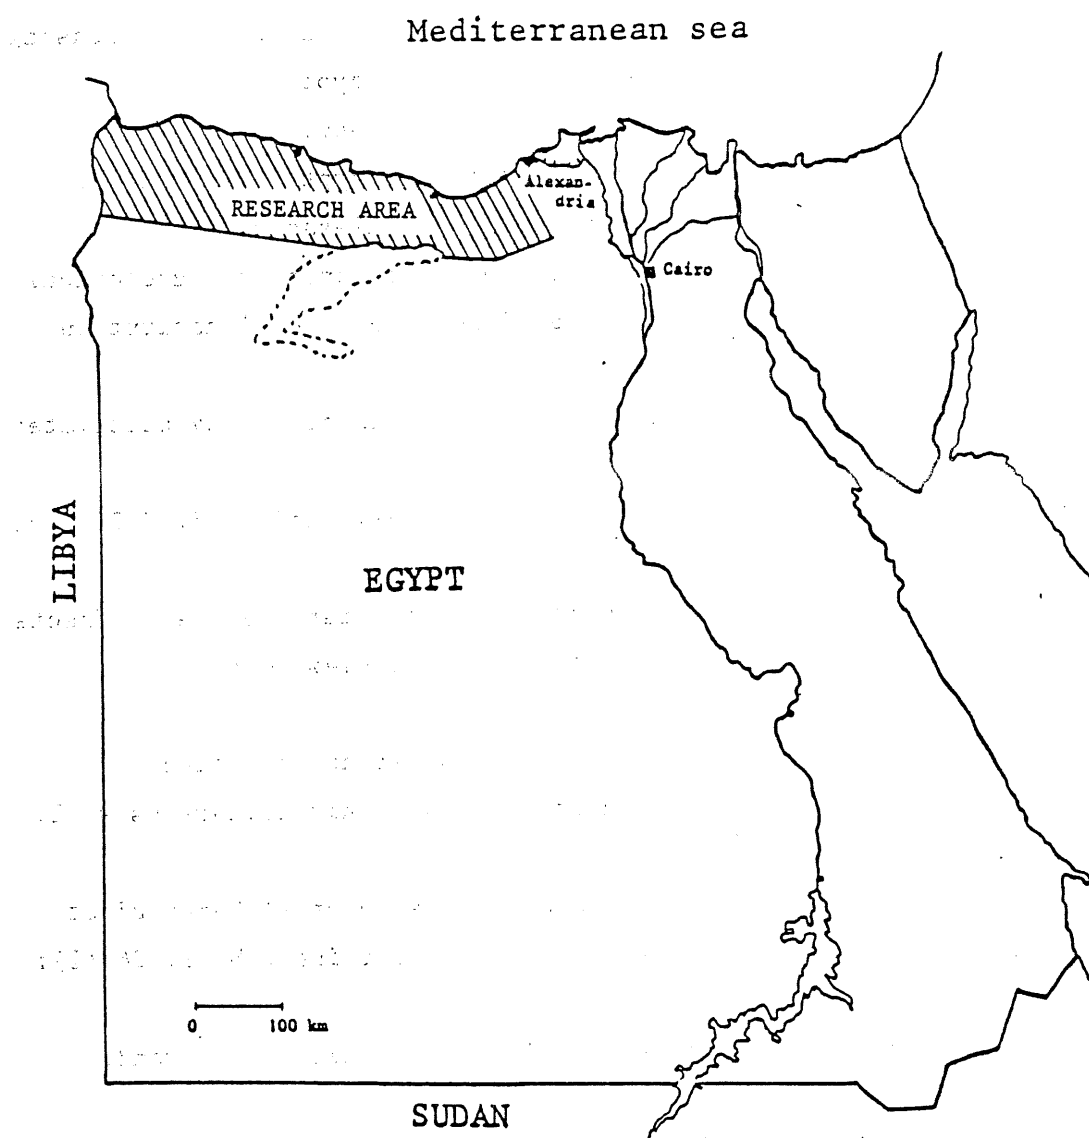 Mediterranean sea
Alexan-
dria
RESEARCH AREA
Cairo
LIBYA
EGYPT
0 100 km
SUDAN